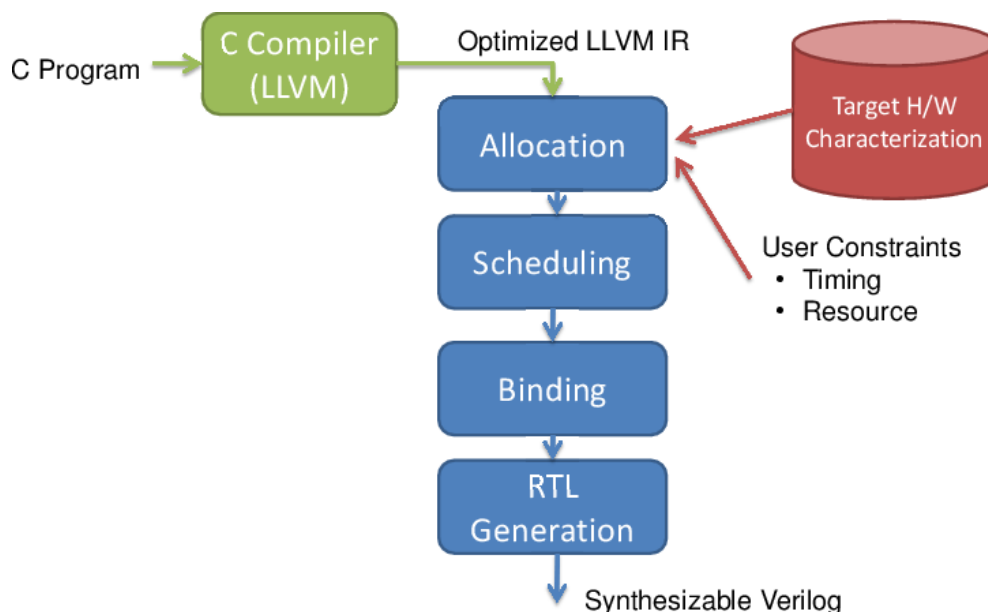 C Program
C Compiler
(LLVM)
Optimized LLVM IR
Target H/W
Characterization
Allocation
User Constraints
• Timing
• Resource
Scheduling
Binding
RTL
Generation
Synthesizable Verilog